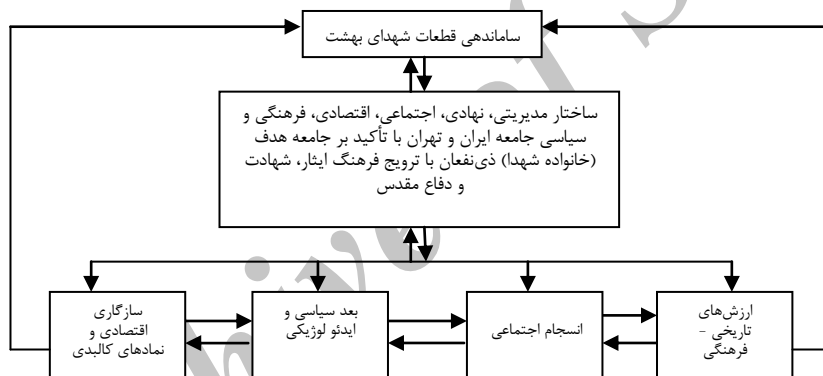 ساماندهی قطعات شهدای بهشت
ساختار مدیریتی، نهادی، اجتماعی، اقتصادی، فرهنگی و
سیاسی جامعه ایران و تهران با تأکید بر جامعه هدف
(خانواده شهدا) ذی‌نفعان با ترویج فرهنگ ایثار، شهادت
و دفاع مقدس
ارزش‌های
تاریخی –
فرهنگی
انسجام اجتماعی
بعد سیاسی و
ایدئو لوژیکی
سازگاری
اقتصادی و
نمادهای کالبدی